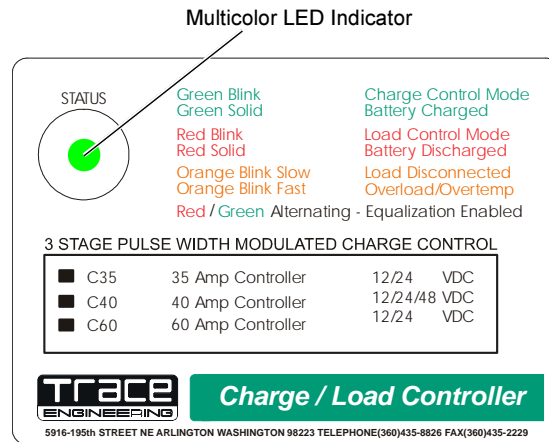 Multicolor LED Indicator
STATUS
Green Blink Charge Control Mode
Green Solid Battery Charged
Red Blink Load Control Mode
Red Solid Battery Discharged
Orange Blink Slow Load Disconnected
Orange Blink Fast Overload/Overtemp
Red / Green Alternating - Equalization Enabled
3 STAGE PULSE WIDTH MODULATED CHARGE CONTROL
C35 35 Amp Controller 12/24 VDC
C40 40 Amp Controller 12/24/48 VDC
C60 60 Amp Controller 12/24 VDC
Trace
ENGINEERING
Charge / Load Controller
5916-195th STREET NE ARLINGTON WASHINGTON 98223 TELEPHONE(360)435-8826 FAX(360)435-2229